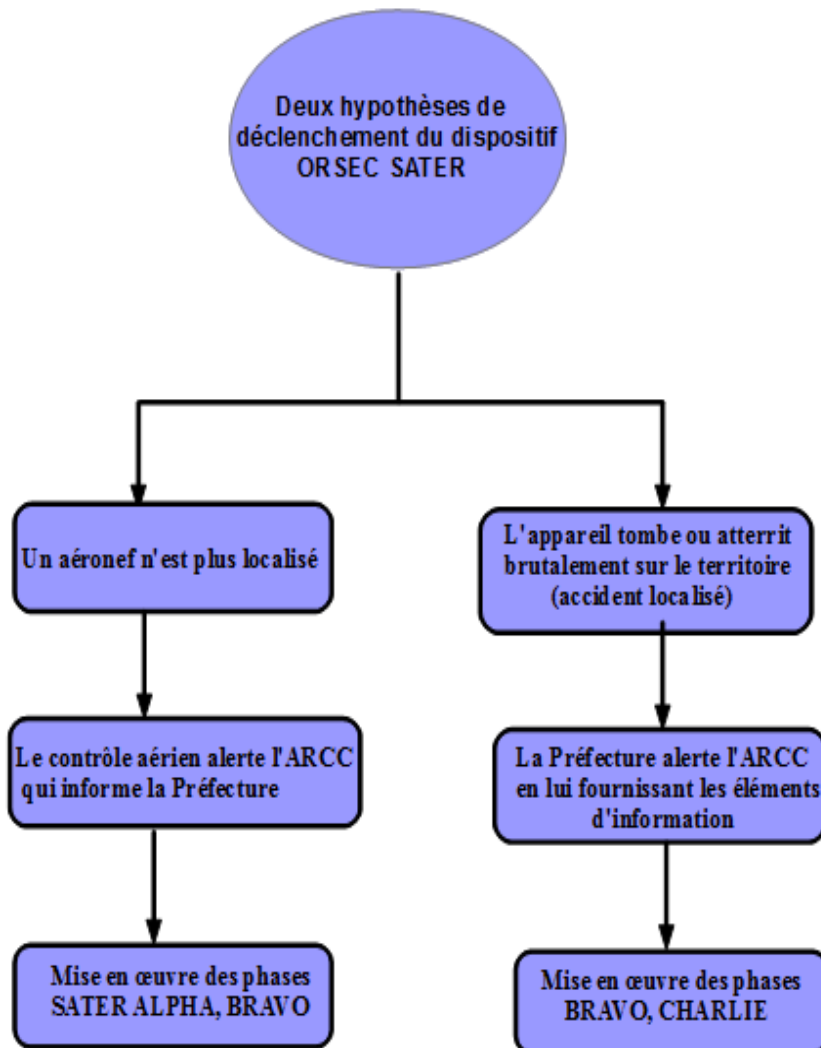 Deux hypothèses de
déclenchement du dispositif
ORSEC SATER
Un aéronef n'est plus localisé
Le contrôle aérien alerte l'ARCC
qui informe la Préfecture
Mise en œuvre des phases
SATER ALPHA, BRAVO
L'appareil tombe ou atterrit
brutalement sur le territoire
(accident localisé)
La Préfecture alerte l'ARCC
en lui fournissant les éléments
d'information
Mise en œuvre des phases
BRAVO, CHARLIE